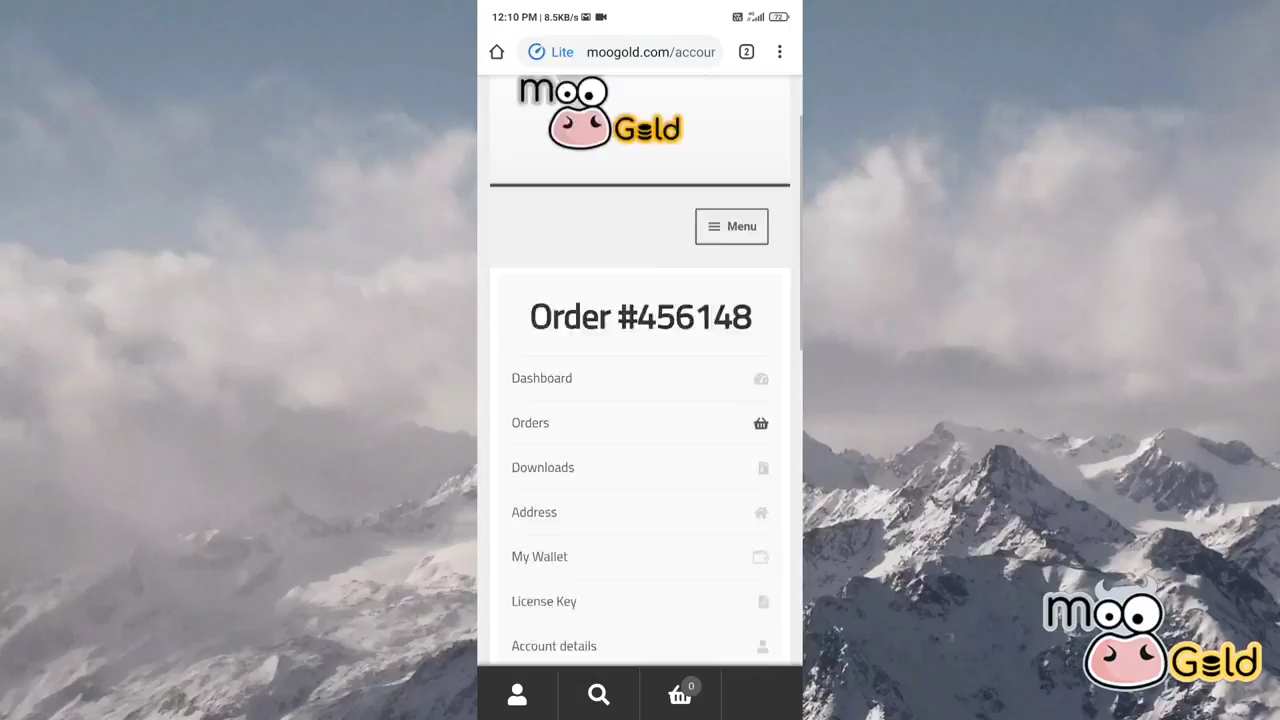 12:10 PM | 8.5KB/s 72
Lite moogold.com/accour 2
moo
Gold
Menu
Order #456148
Dashboard
Orders
Downloads
Address
My Wallet
License Key
Account details
0
moo
Gold